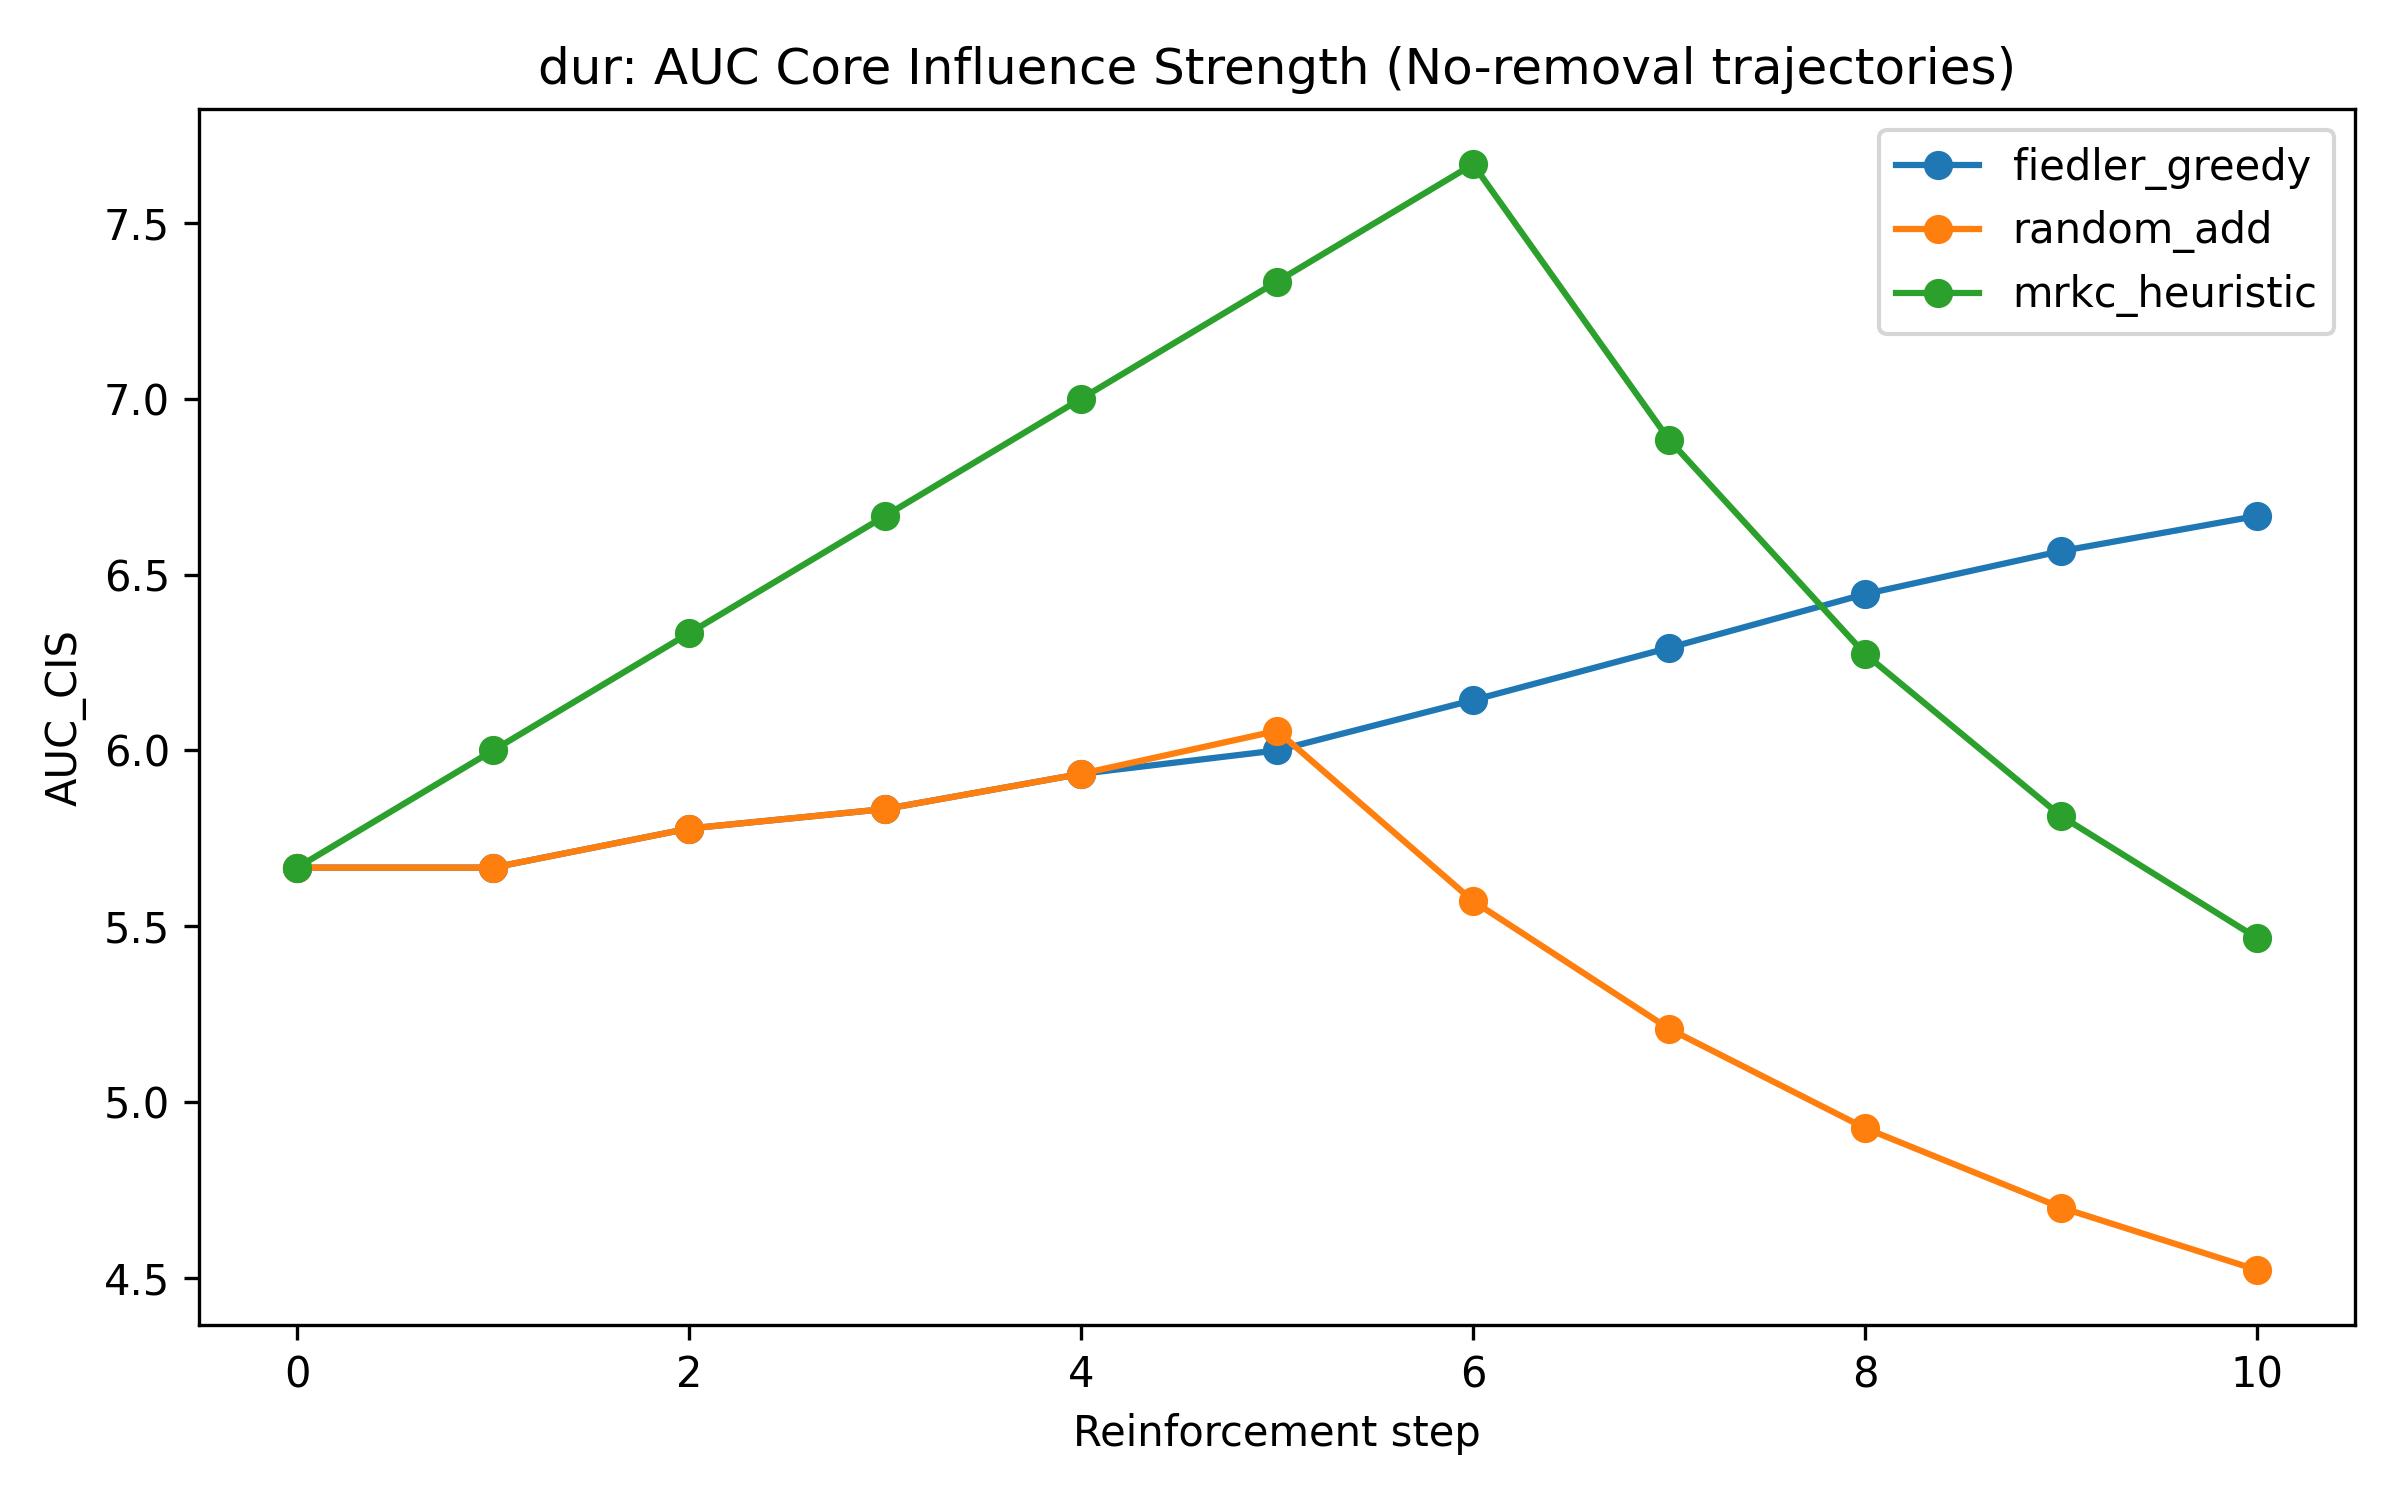 dur: AUC Core Influence Strength (No-removal trajectories)
fiedler_greedy
random_add
mrkc_heuristic
AUC_CIS
7.5
7.0
6.5
6.0
5.5
5.0
4.5
0 2 4 6 8 10
Reinforcement step